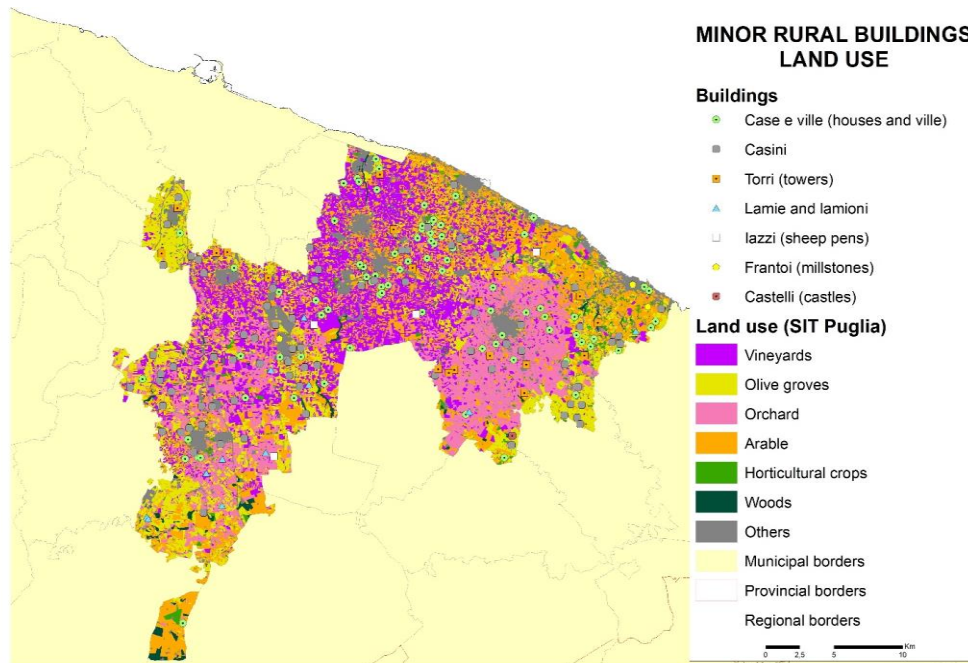 MINOR RURAL BUILDINGS
LAND USE
Buildings
Case e ville (houses and ville)
Casini
Torri (towers)
Lamie and lamioni
Iazzi (sheep pens)
Frantoi (millstones)
Castelli (castles)
Land use (SIT Puglia)
Vineyards
Olive groves
Orchard
Arable
Horticultural crops
Woods
Others
Municipal borders
Provincial borders
Regional borders
Km
0 2,5 5 10